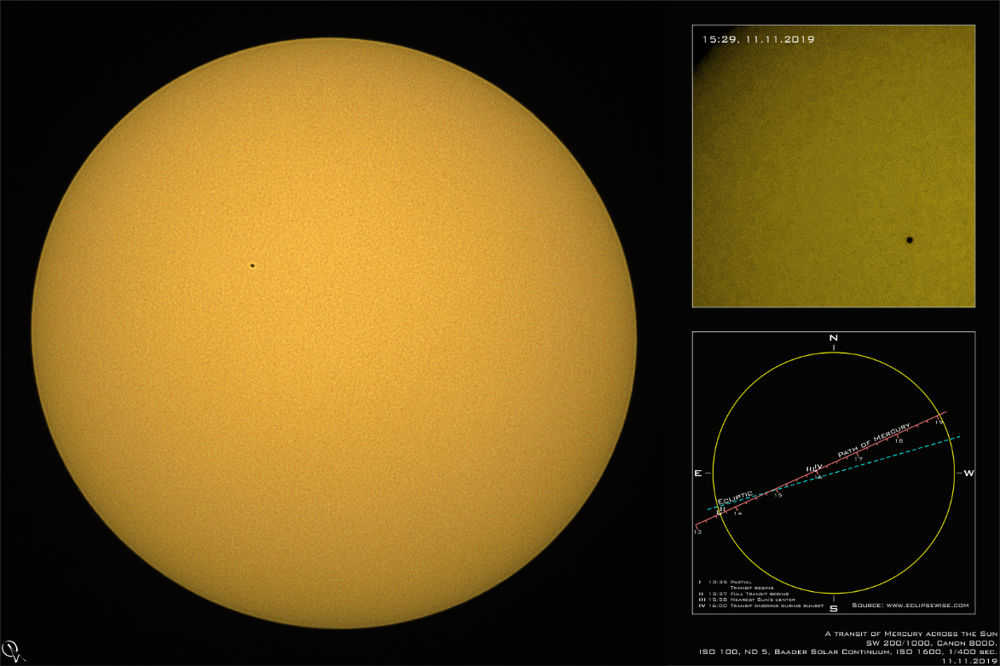 15:29, 11.11.2019
N
Path of Mercury
19
18
17
III IV
16
E
W
Ecliptic
15
II
14
13
I 13:35 Partial
Transit begins
II 13:37 Full Transit begins
III 15:58 Nearest Sun's center
IV 16:00 Transit ongoing during sunset
S
Source: www.eclipsewise.com
A transit of Mercury across the Sun
SW 200/1000, Canon 800D,
ISO 100, ND 5, Baader Solar Continuum, ISO 1600, 1/400 sec.
11.11.2019